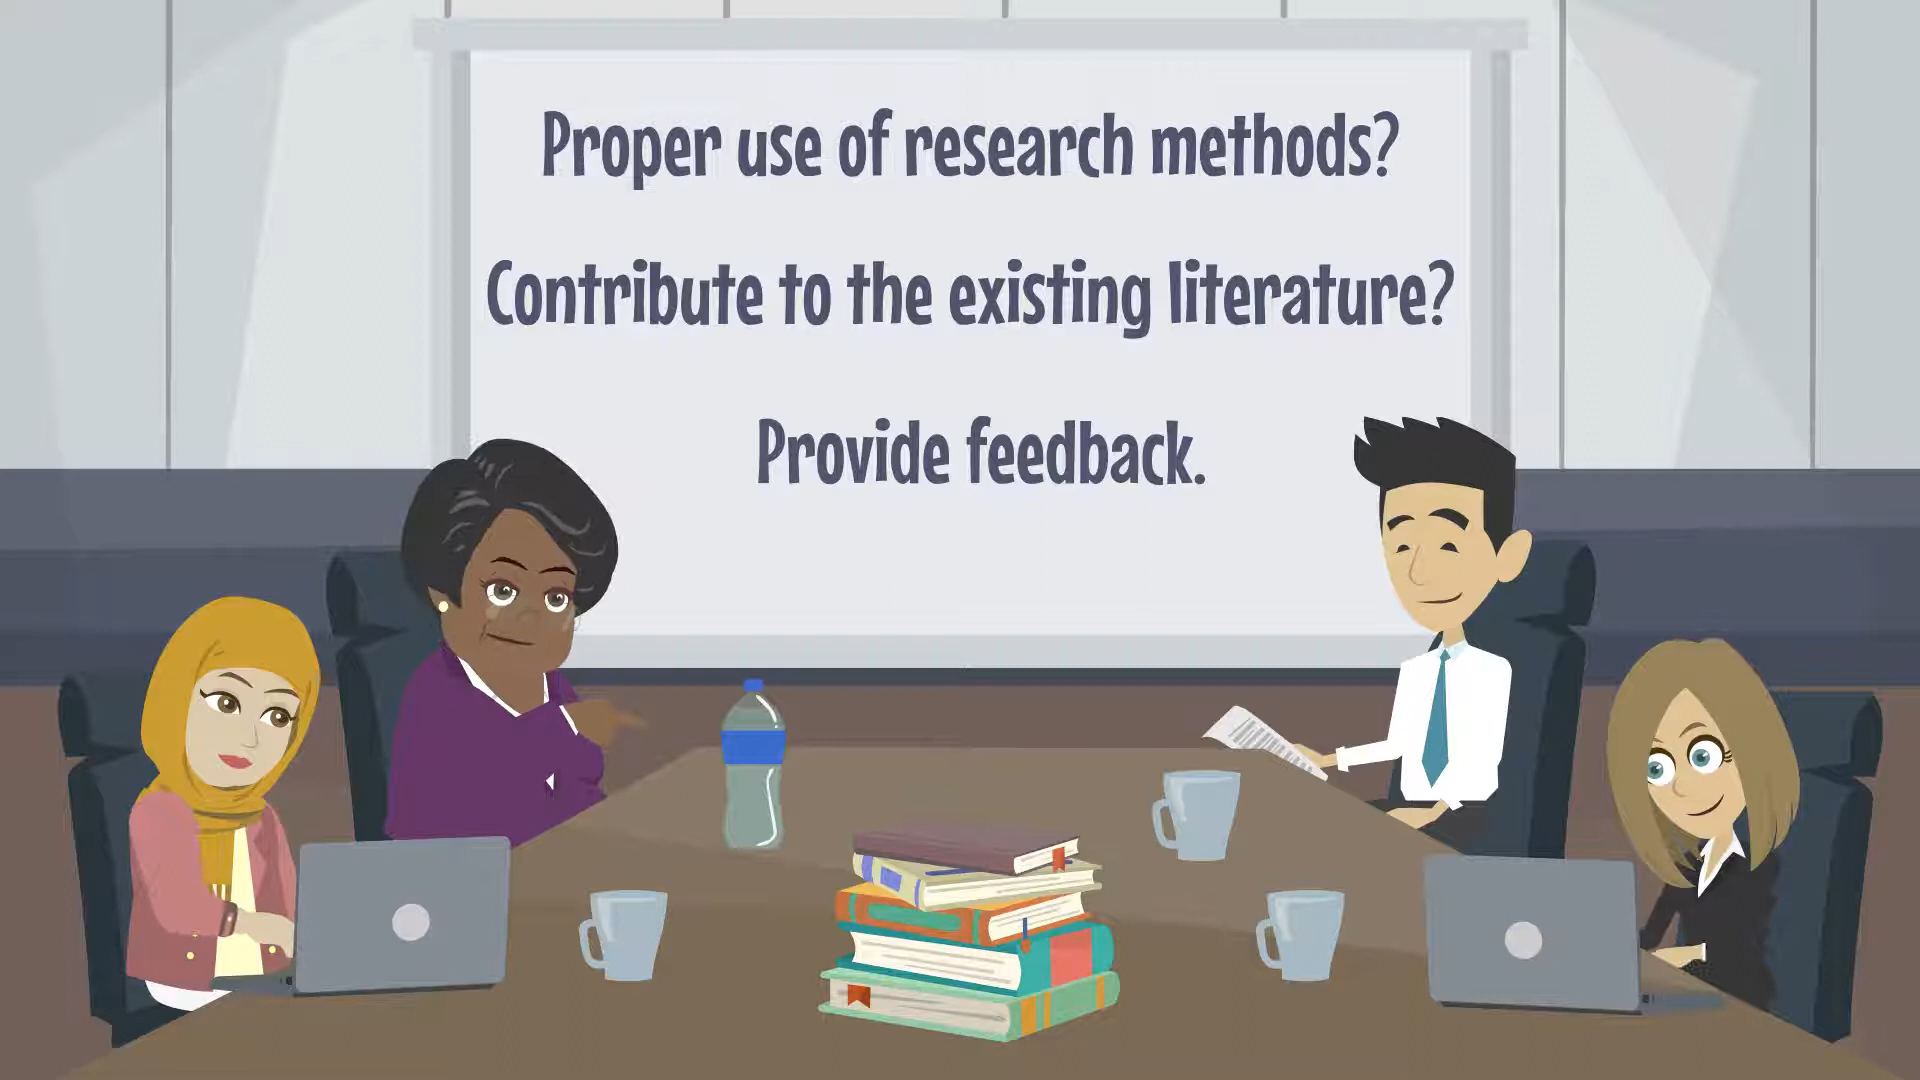 Proper use of research methods?
Contribute to the existing literature?
Provide feedback.